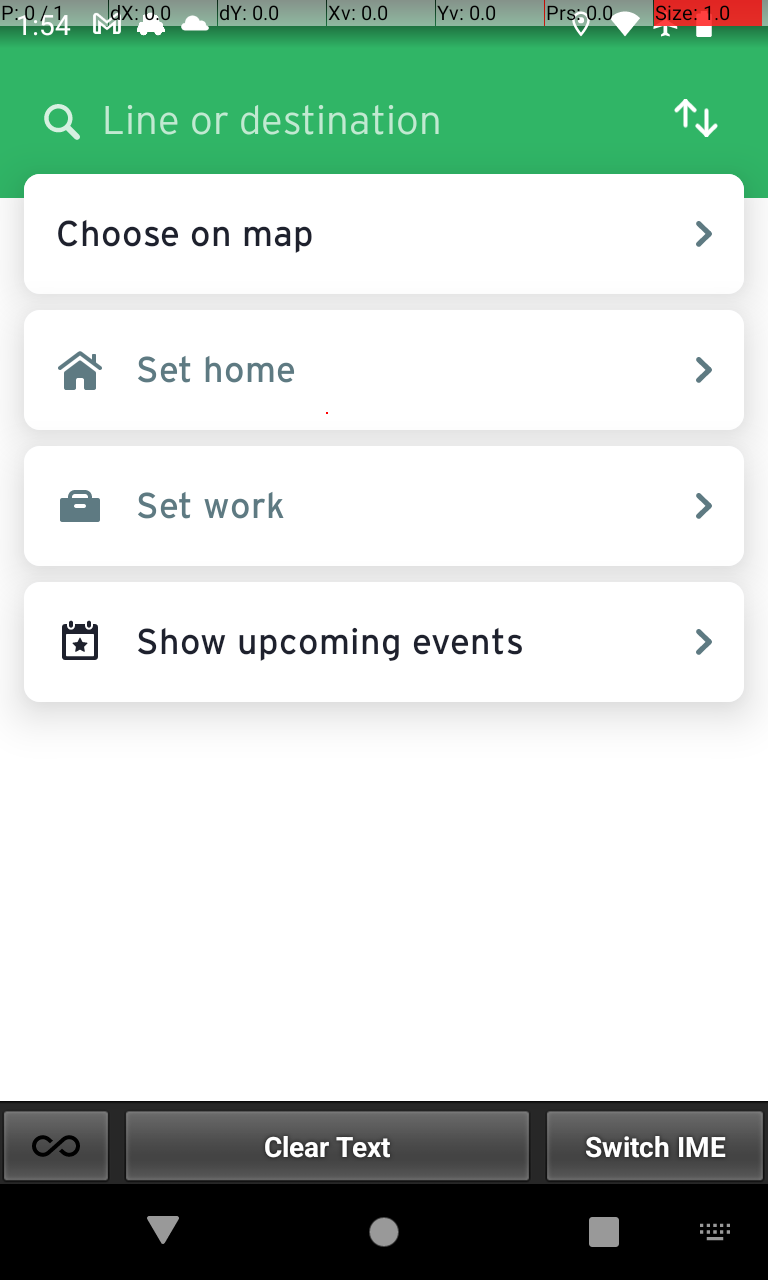 P: 0 / 1 dX: 0.0 dY: 0.0 Xv: 0.0 Yv: 0.0 Prs: 0.0 Size: 1.0
1:54
Line or destination
Choose on map
Set home
Set work
Show upcoming events
Clear Text Switch IME